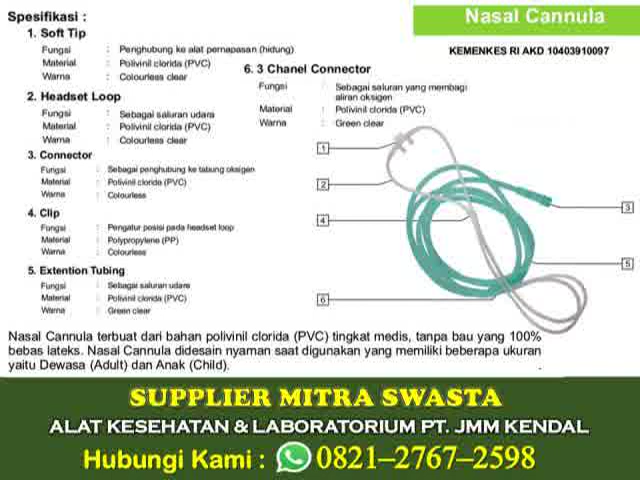 Nasal Cannula
KEMENKES RI AKD 10403910097
Spesifikasi :
1. Soft Tip
Fungsi : Penghubung ke alat pernapasan (hidung)
Material : Polivinil clorida (PVC)
Warna : Colourless clear
2. Headset Loop
Fungsi : Sebagai saluran udara
Material : Polivinil clorida (PVC)
Warna : Colourless clear
3. Connector
Fungsi : Sebagai penghubung ke tabung oksigen
Material : Polivinil clorida (PVC)
Warna : Colourless
4. Clip
Fungsi : Pengatur posisi pada headset loop
Material : Polypropylene (PP)
Warna : Colourless
5. Extention Tubing
Fungsi : Sebagai saluran udara
Material : Polivinil clorida (PVC)
Warna : Green clear
6. 3 Chanel Connector
Fungsi : Sebagai saluran yang membagi
aliran oksigen
Material : Polivinil clorida (PVC)
Warna : Green clear
1
2
4
6
3
5
Nasal Cannula terbuat dari bahan polivinil clorida (PVC) tingkat medis, tanpa bau yang 100%
bebas lateks. Nasal Cannula didesain nyaman saat digunakan yang memiliki beberapa ukuran
yaitu Dewasa (Adult) dan Anak (Child).
SUPPLIER MITRA SWASTA
ALAT KESEHATAN & LABORATORIUM PT. JMM KENDAL
Hubungi Kami : 0821–2767–2598